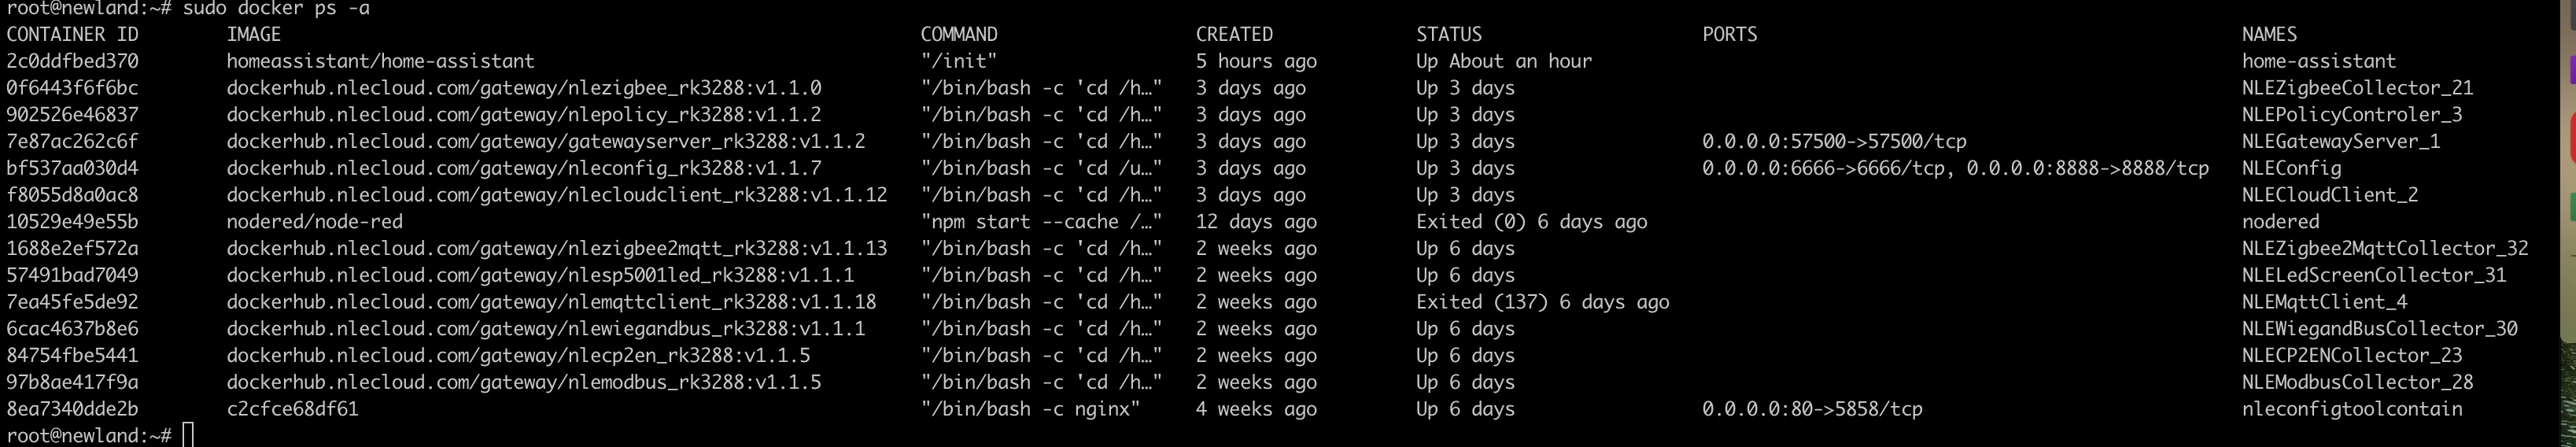 root@newland:~# sudo docker ps -a
CONTAINER ID IMAGE COMMAND CREATED STATUS PORTS NAMES
2c0ddfbed370 homeassistant/home-assistant "/init" 5 hours ago Up About an hour home-assistant
0f6443f6f6bc dockerhub.nlecloud.com/gateway/nlezigbee_rk3288:v1.1.0 "/bin/bash -c 'cd /h…" 3 days ago Up 3 days NLEZigbeeCollector_21
902526e46837 dockerhub.nlecloud.com/gateway/nlepolicy_rk3288:v1.1.2 "/bin/bash -c 'cd /h…" 3 days ago Up 3 days NLEPolicyControler_3
7e87ac262c6f dockerhub.nlecloud.com/gateway/gatewayserver_rk3288:v1.1.2 "/bin/bash -c 'cd /h…" 3 days ago Up 3 days 0.0.0.0:57500->57500/tcp NLEGatewayServer_1
bf537aa030d4 dockerhub.nlecloud.com/gateway/nleconfig_rk3288:v1.1.7 "/bin/bash -c 'cd /u…" 3 days ago Up 3 days 0.0.0.0:6666->6666/tcp, 0.0.0.0:8888->8888/tcp NLEConfig
f8055d8a0ac8 dockerhub.nlecloud.com/gateway/nlecloudclient_rk3288:v1.1.12 "/bin/bash -c 'cd /h…" 3 days ago Up 3 days NLECloudClient_2
10529e49e55b nodered/node-red "npm start --cache /…" 12 days ago Exited (0) 6 days ago nodered
1688e2ef572a dockerhub.nlecloud.com/gateway/nlezigbee2mqtt_rk3288:v1.1.13 "/bin/bash -c 'cd /h…" 2 weeks ago Up 6 days NLEZigbee2MqttCollector_32
57491bad7049 dockerhub.nlecloud.com/gateway/nlesp5001led_rk3288:v1.1.1 "/bin/bash -c 'cd /h…" 2 weeks ago Up 6 days NLELedScreenCollector_31
7ea45fe5de92 dockerhub.nlecloud.com/gateway/nlemqttclient_rk3288:v1.1.18 "/bin/bash -c 'cd /h…" 2 weeks ago Exited (137) 6 days ago NLEMqttClient_4
6cac4637b8e6 dockerhub.nlecloud.com/gateway/nlewiegandbus_rk3288:v1.1.1 "/bin/bash -c 'cd /h…" 2 weeks ago Up 6 days NLEWiegandBusCollector_30
84754fbe5441 dockerhub.nlecloud.com/gateway/nlecp2en_rk3288:v1.1.5 "/bin/bash -c 'cd /h…" 2 weeks ago Up 6 days NLECP2ENCollector_23
97b8ae417f9a dockerhub.nlecloud.com/gateway/nlemodbus_rk3288:v1.1.5 "/bin/bash -c 'cd /h…" 2 weeks ago Up 6 days NLEModbusCollector_28
8ea7340dde2b c2cfce68df61 "/bin/bash -c nginx" 4 weeks ago Up 6 days 0.0.0.0:80->5858/tcp nleconfigtoolcontain
root@newland:~#